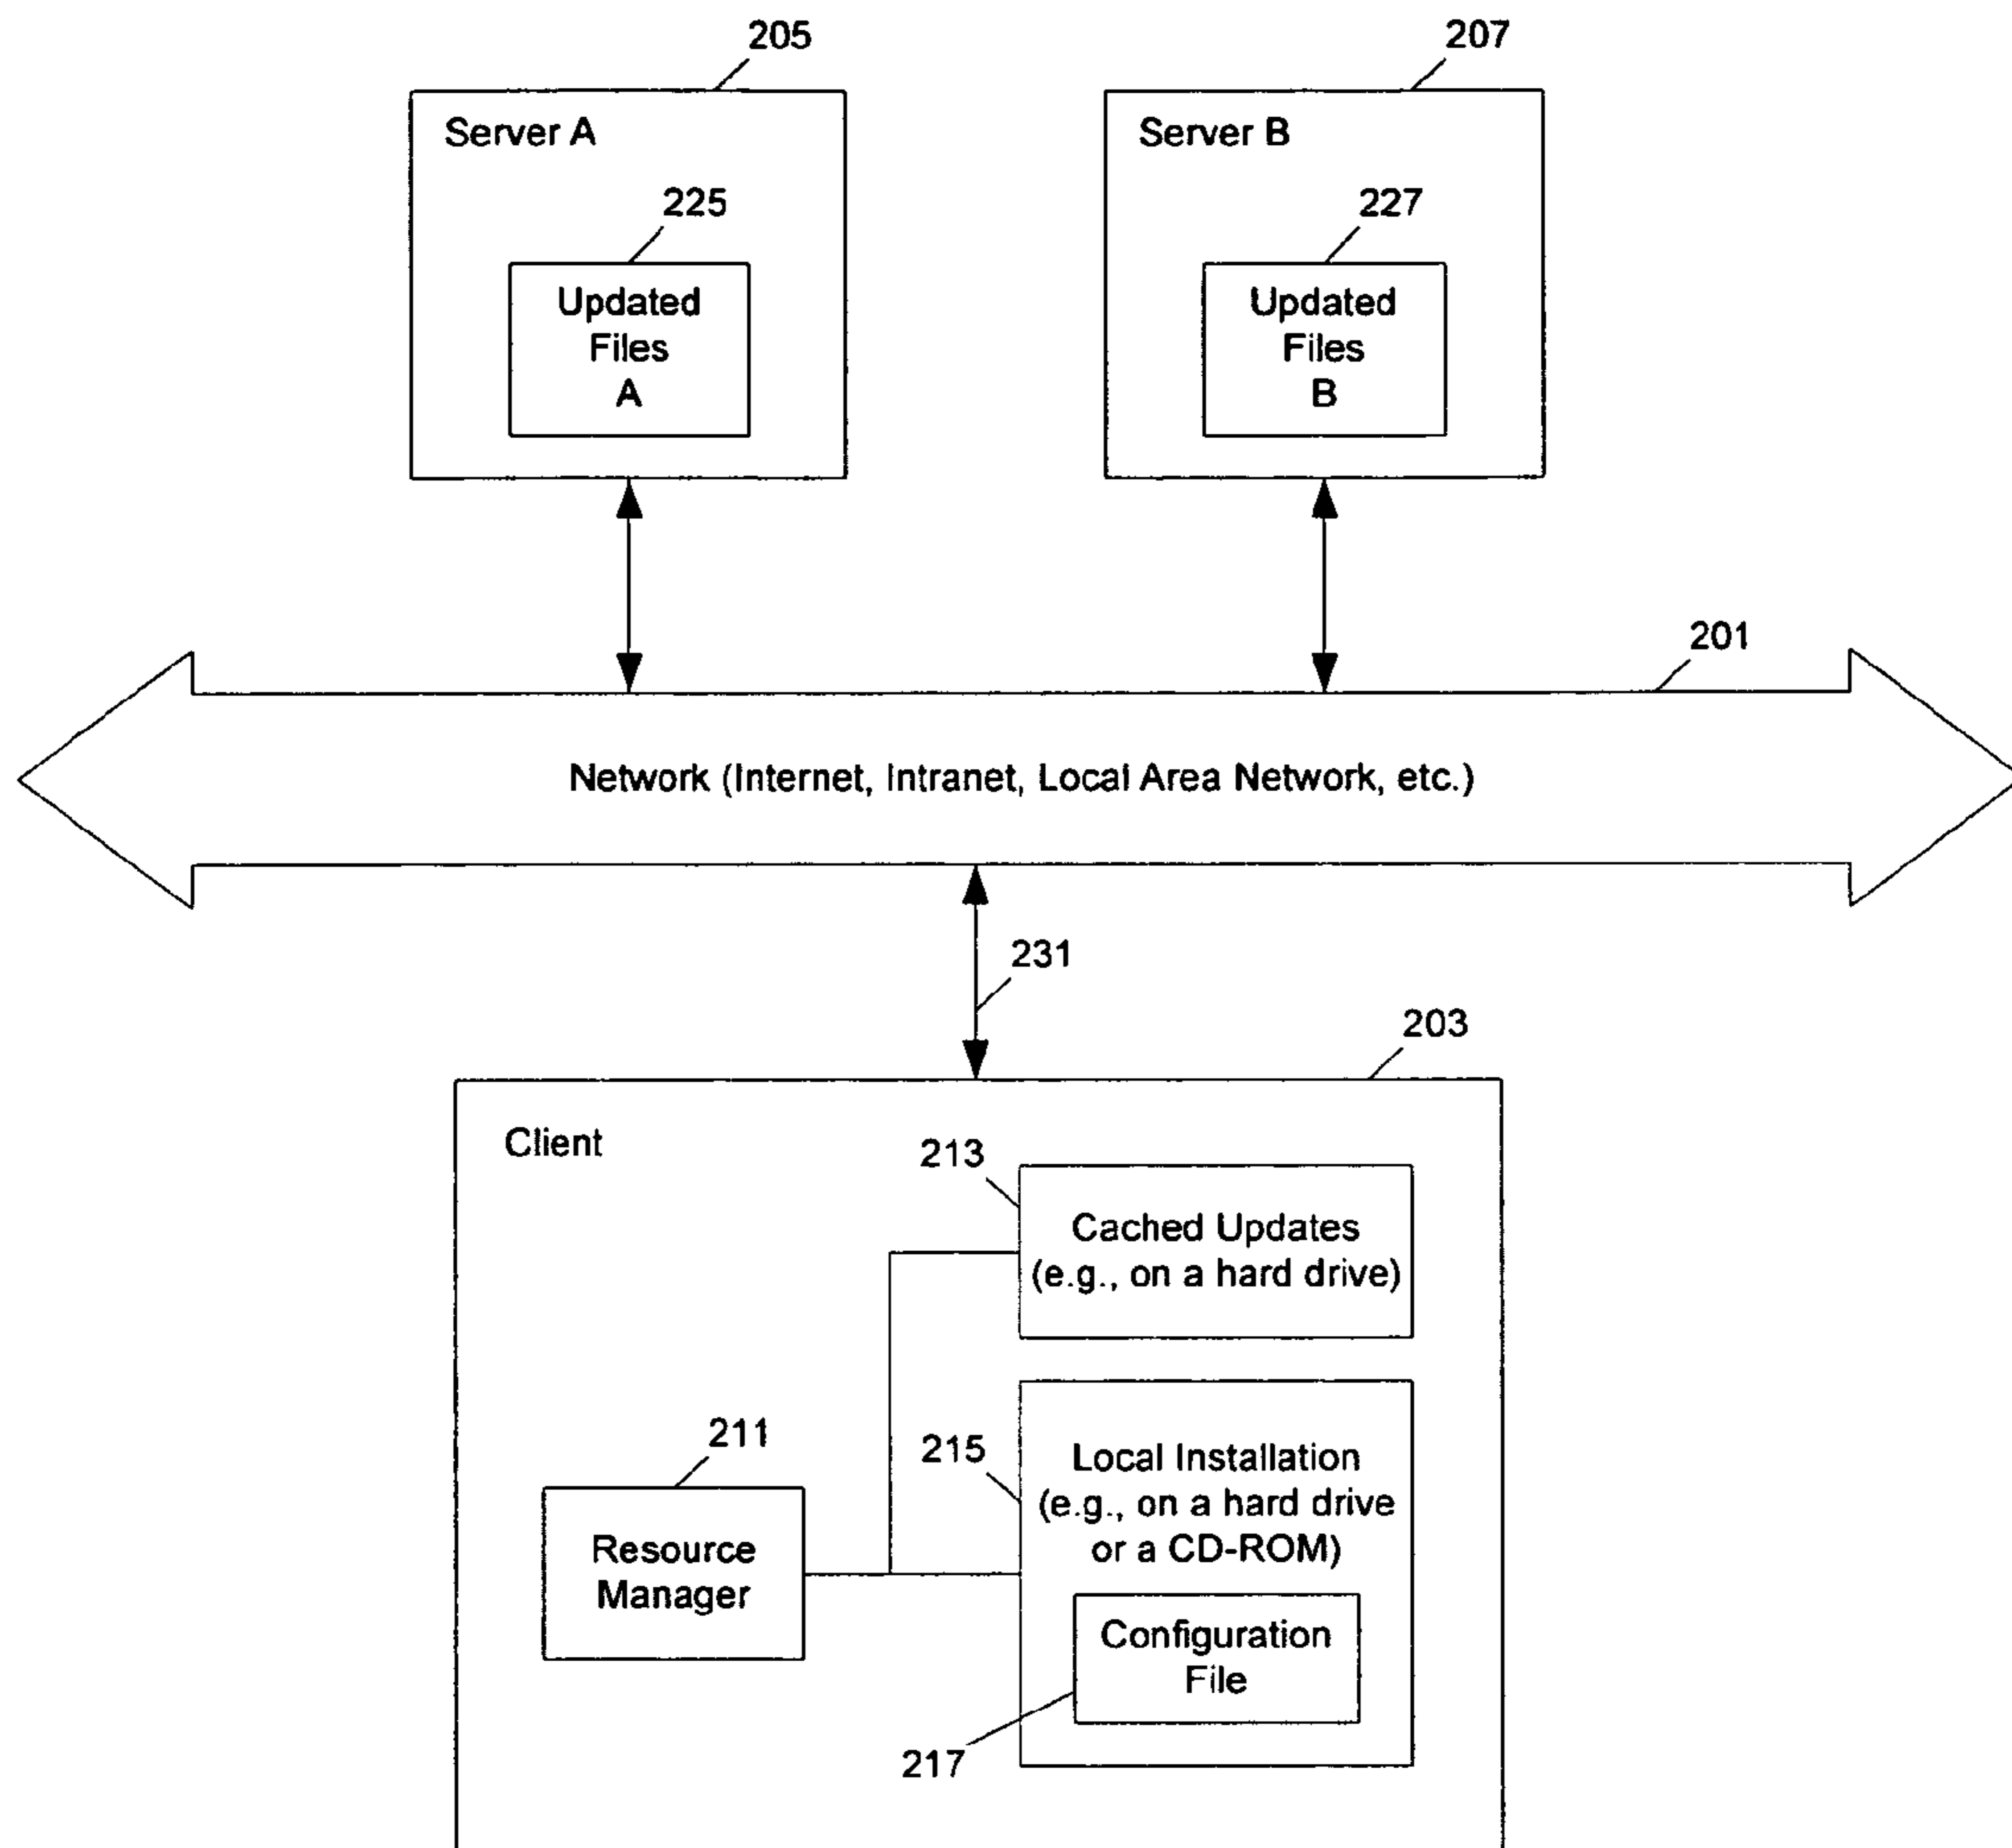 205
207
Server A
Server B
225
227
Updated
Files
A
Updated
Files
B
201
Network (Internet, Intranet, Local Area Network, etc.)
231
203
Client
213
Cached Updates
(e.g., on a hard drive)
211
215
Local Installation
(e.g., on a hard drive
or a CD-ROM)
Resource
Manager
Configuration
File
217